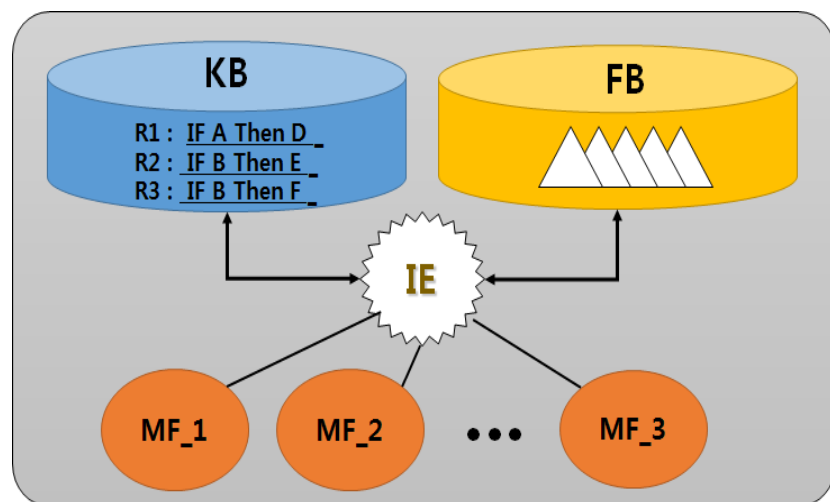 KB
FB
R1 : IF A Then D _
R2 : IF B Then E _
R3 : IF B Then F _
IE
MF_1
MF_2
•••
MF_3